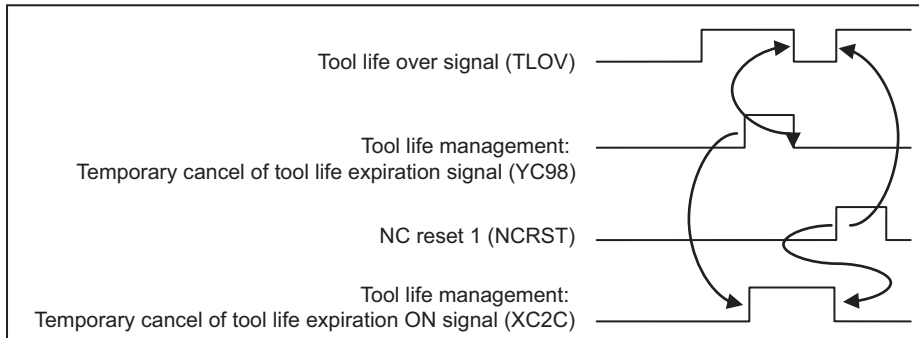 Tool life over signal (TLOV)
Tool life management:
Temporary cancel of tool life expiration signal (YC98)
NC reset 1 (NCRST)
Tool life management:
Temporary cancel of tool life expiration ON signal (XC2C)